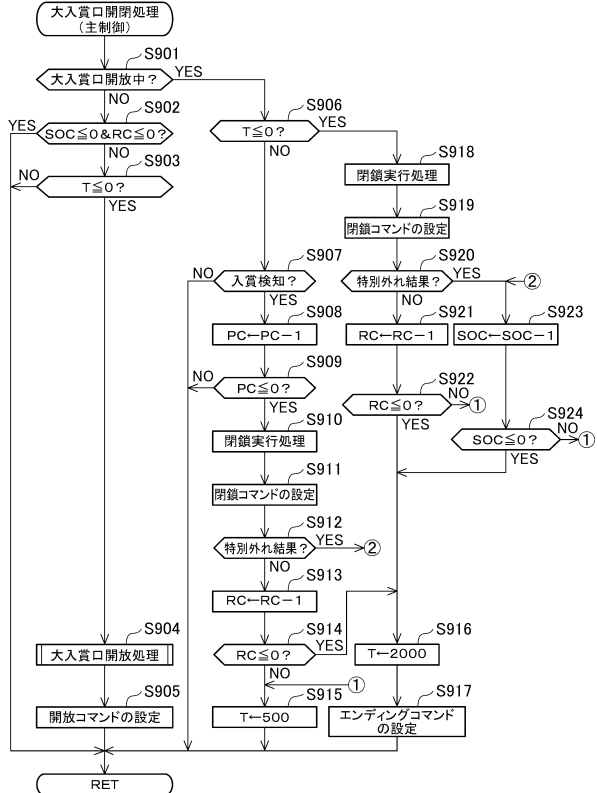 大入賞口開閉処理
(主制御)
S901
大入賞口開放中？
YES
NO
S902
YES
SOC≦0&RC≦0？
NO
S903
NO
T≦0？
YES
S906
T≦0？
YES
NO
S918
閉鎖実行処理
S919
閉鎖コマンドの設定
S907
NO
入賞検知？
YES
S920
特別外れ結果？
YES
②
NO
S908
PC←PC－1
S921
RC←RC－1
S923
SOC←SOC－1
S909
NO
PC≦0？
YES
S922
RC≦0？
NO
①
YES
S924
SOC≦0？
NO
①
YES
S910
閉鎖実行処理
S911
閉鎖コマンドの設定
S912
特別外れ結果？
YES
②
NO
S913
RC←RC－1
S904
大入賞口開放処理
S914
RC≦0？
YES
NO
①
S916
T←2000
S905
開放コマンドの設定
S915
T←500
S917
エンディングコマンド
の設定
RET